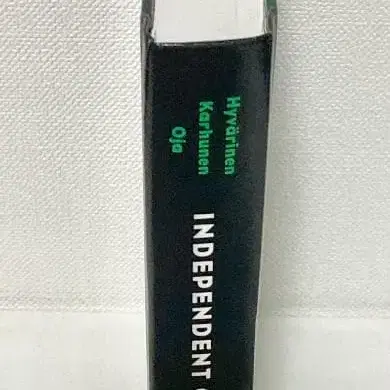 Hyvärinen
Karhunen
Oja
INDEPENDENT